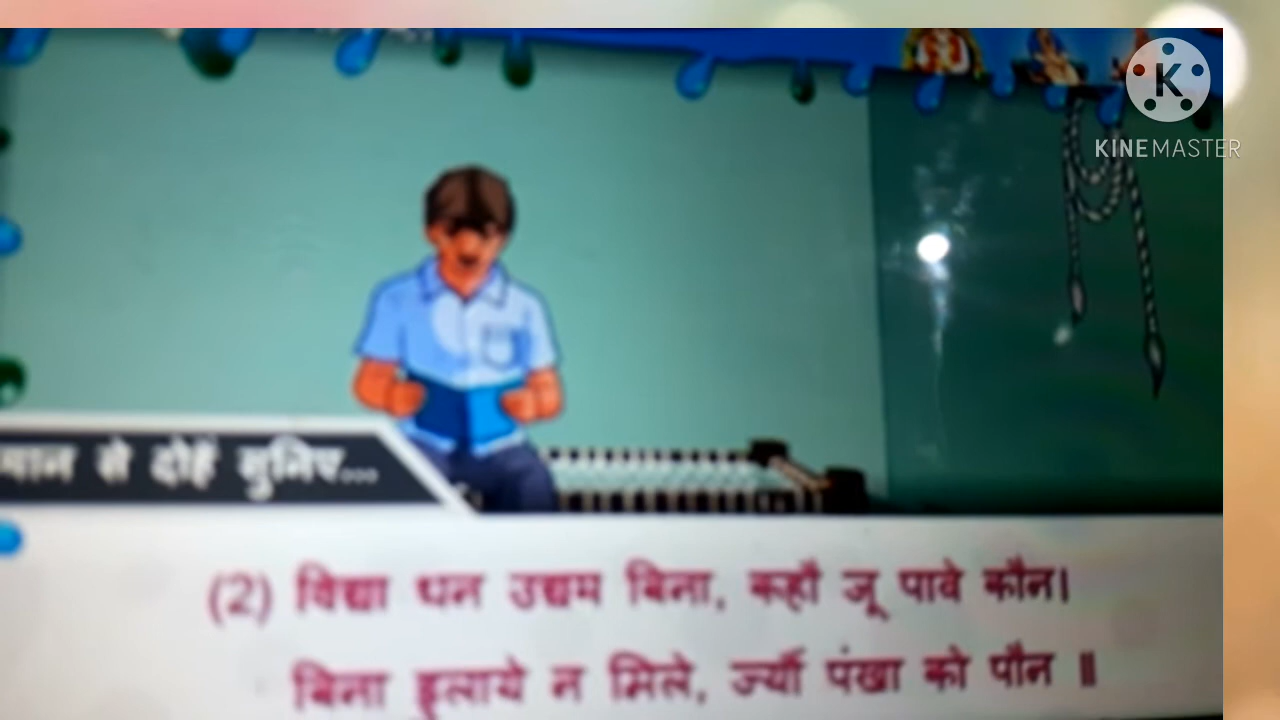 KINEMASTER
ध्यान से दोहें सुनिए...
(2) विद्या धन उद्यम बिना, कहौ जू पावे कौन।
बिना डुलाये न मिले, ज्यौं पंखा को पौन ॥